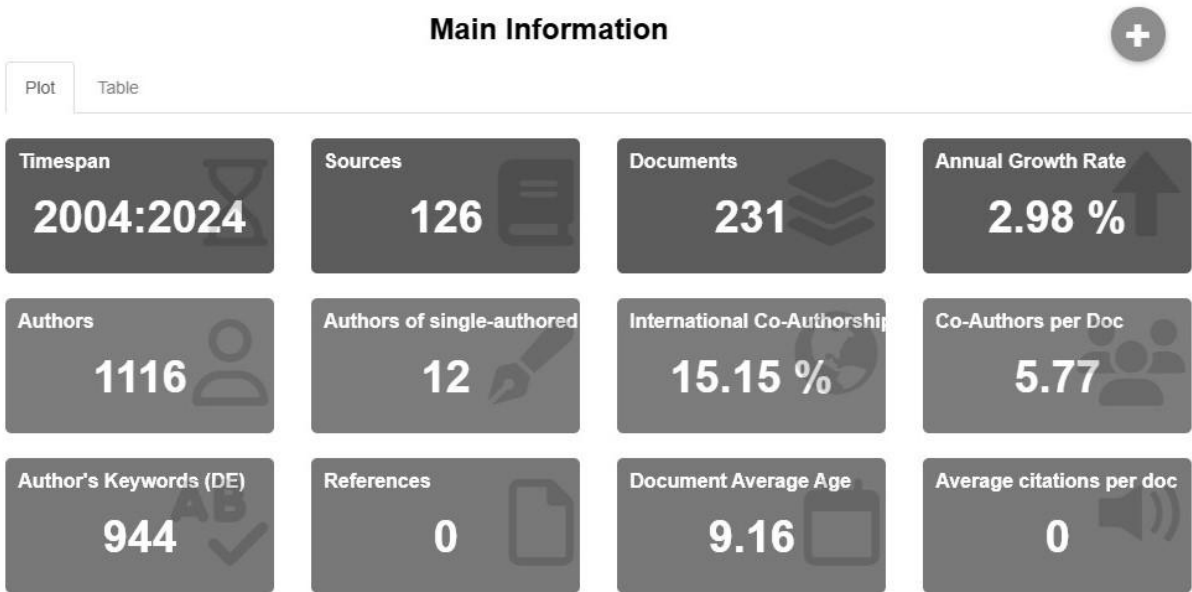 Main Information
Plot Table
Timespan Sources Documents Annual Growth Rate
2004:2024 126 231 2.98 %
Authors Authors of single-authored International Co-Authorship Co-Authors per Doc
1116 12 15.15 % 5.77
Author's Keywords (DE) References Document Average Age Average citations per doc
944 0 9.16 0